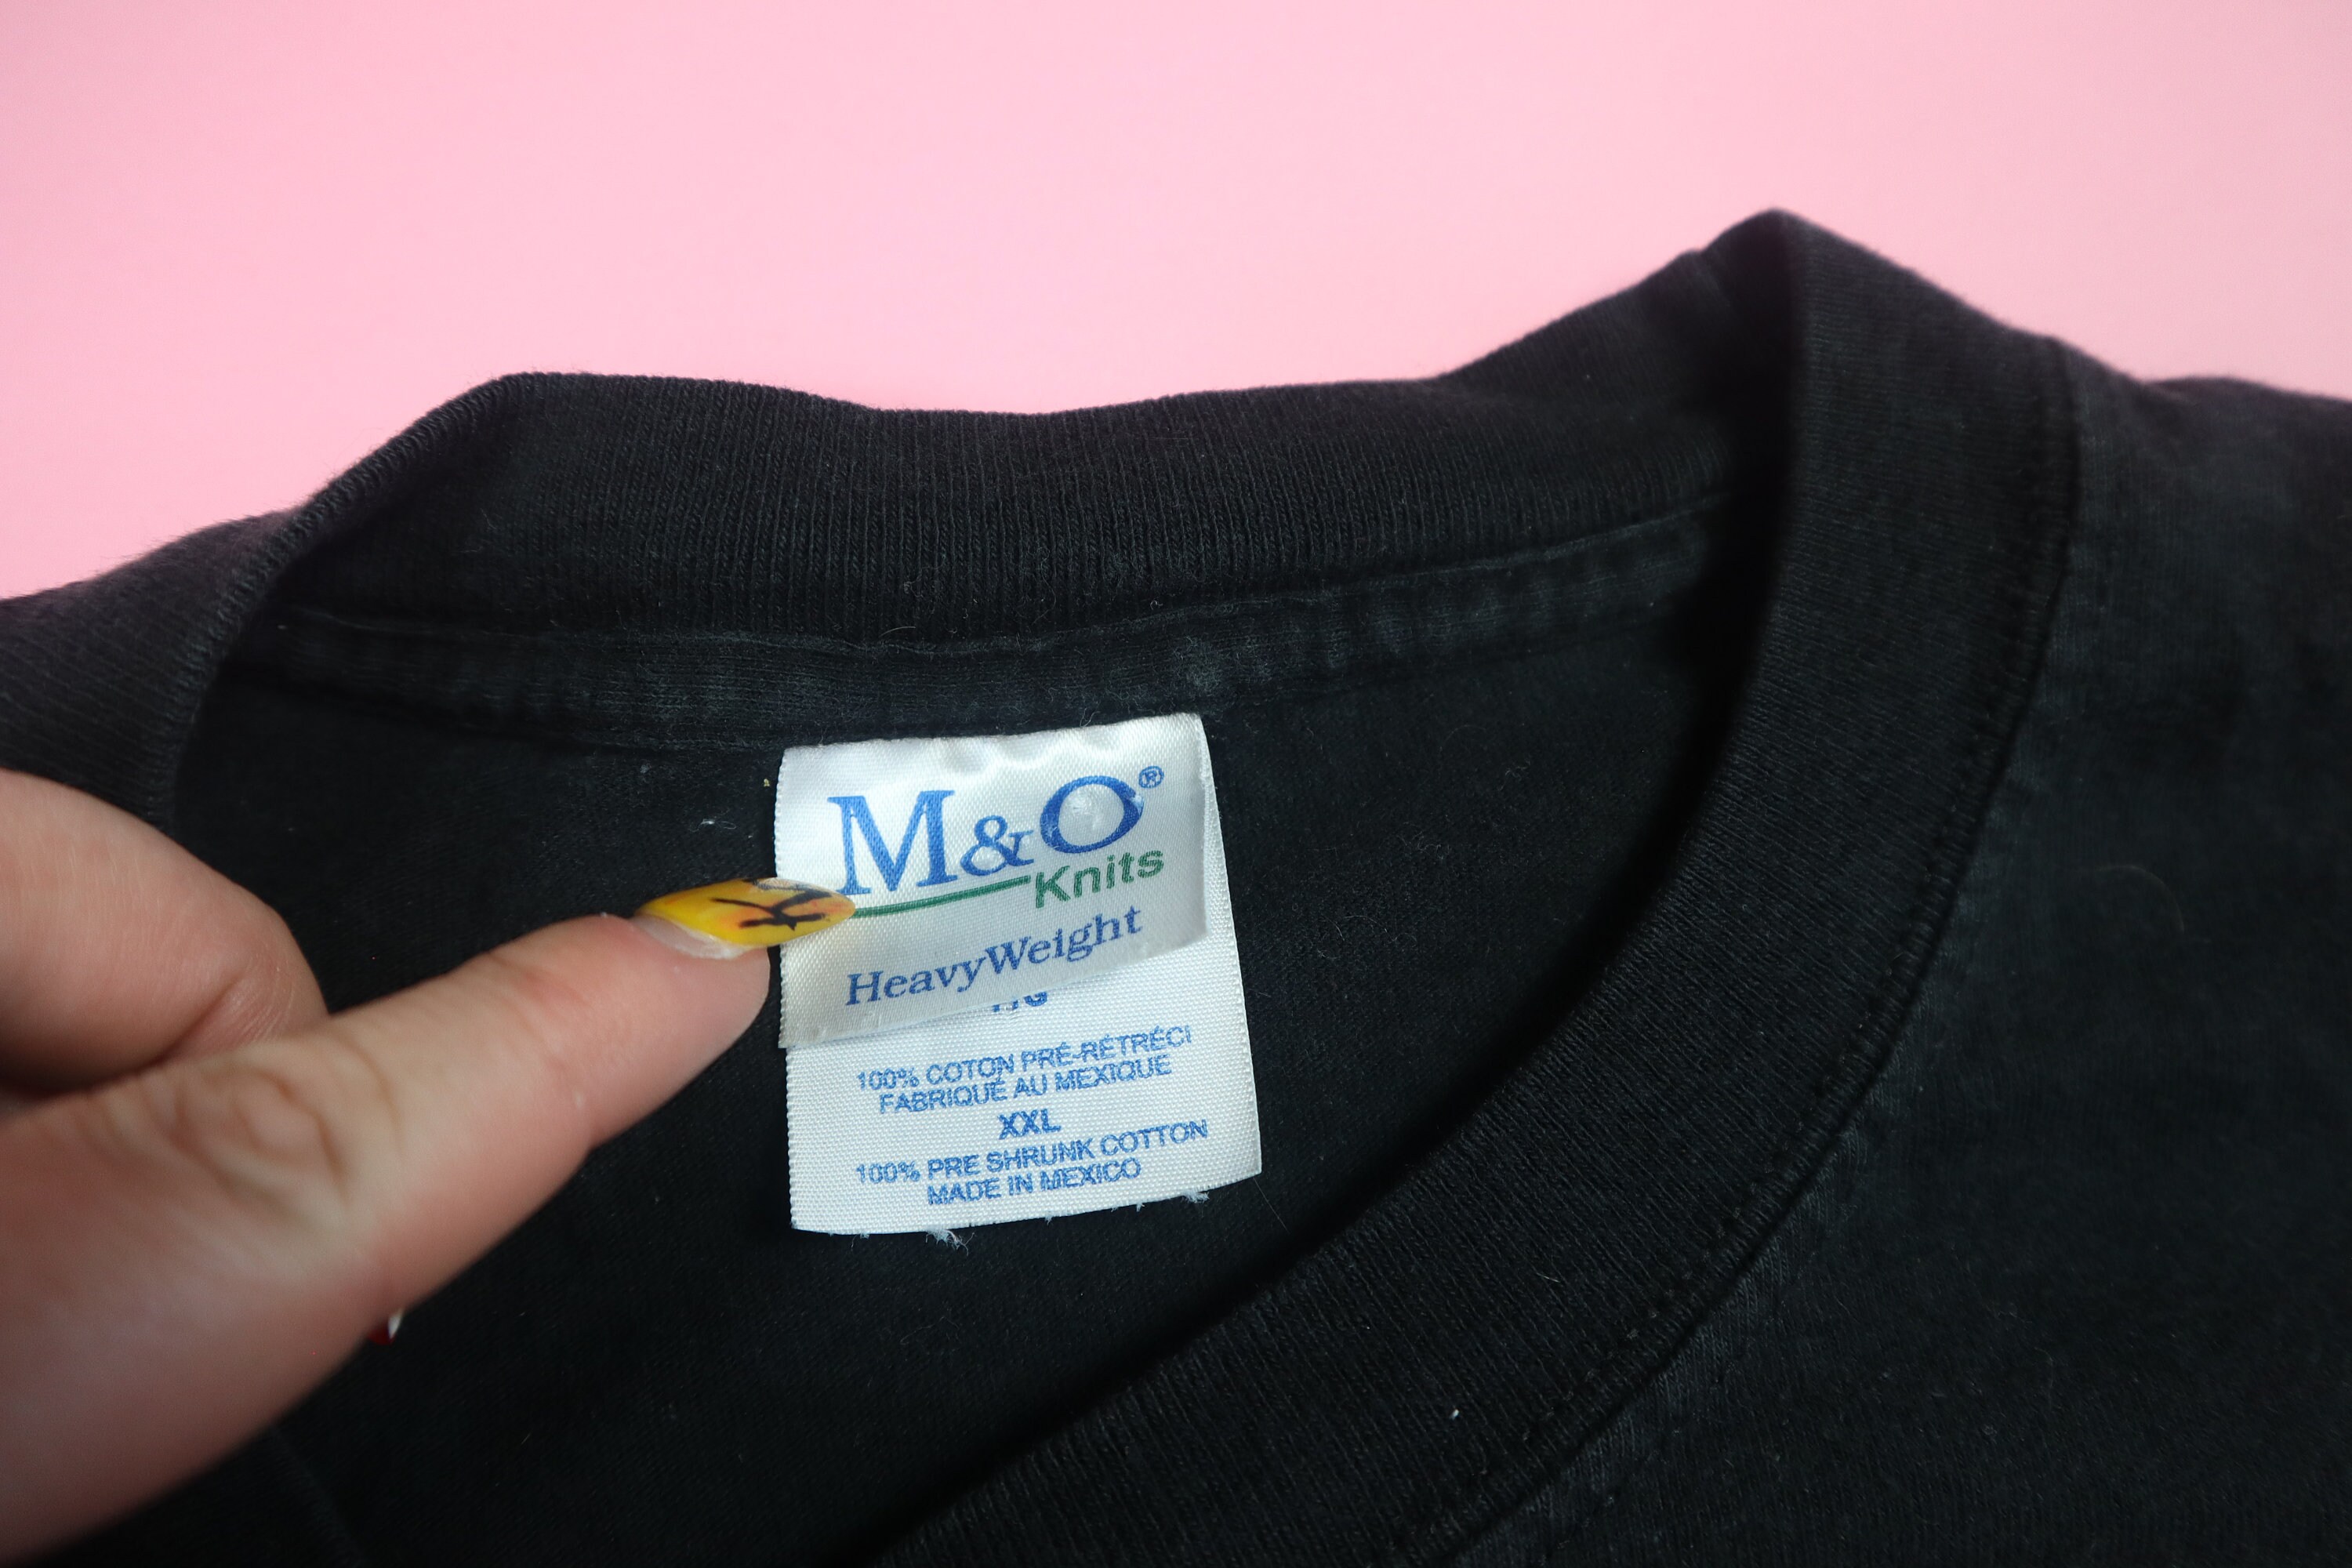 M&O®
Knits
HeavyWeight
100% COTON PRÉ-RÉTRÉCI
FABRIQUÉ AU MEXIQUE
XXL
100% PRE SHRUNK COTTON
MADE IN MEXICO